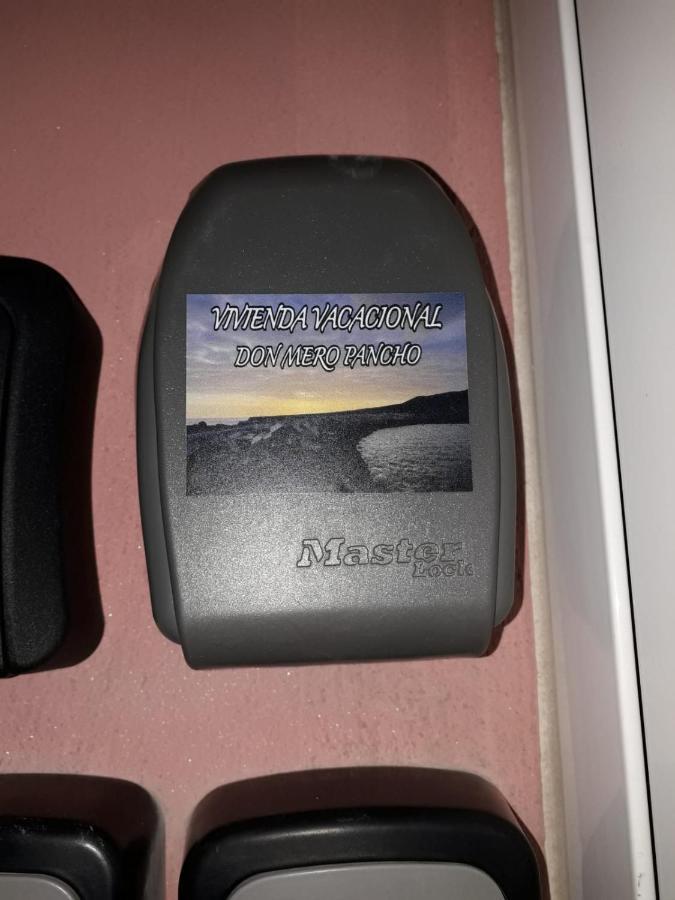 VIVIENDA VACACIONAL
DON MERO PANCHO
Master
Lock